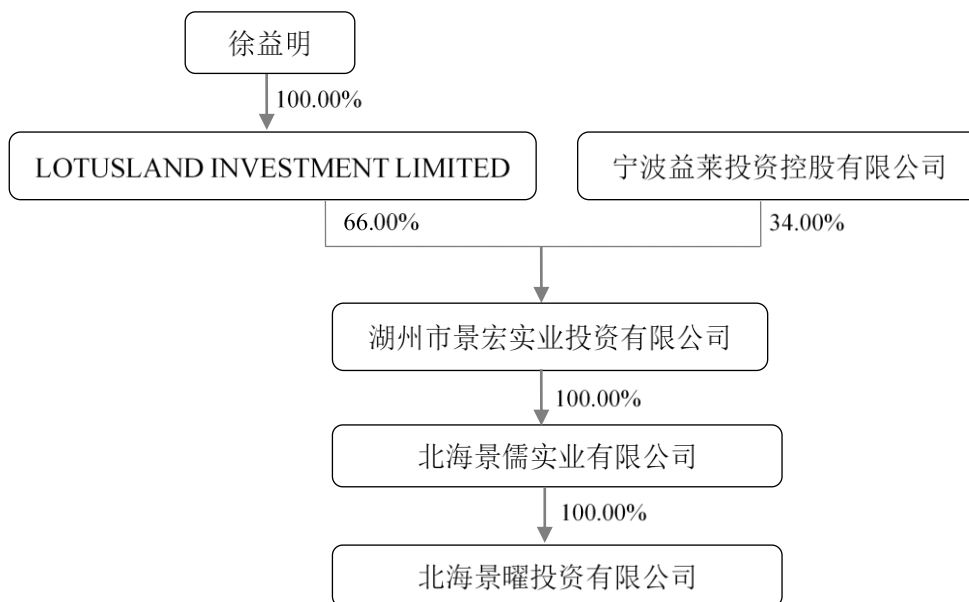 徐益明
100.00%
LOTUSLAND INVESTMENT LIMITED
宁波益莱投资控股有限公司
66.00%
34.00%
湖州市景宏实业投资有限公司
100.00%
北海景儒实业有限公司
100.00%
北海景曜投资有限公司